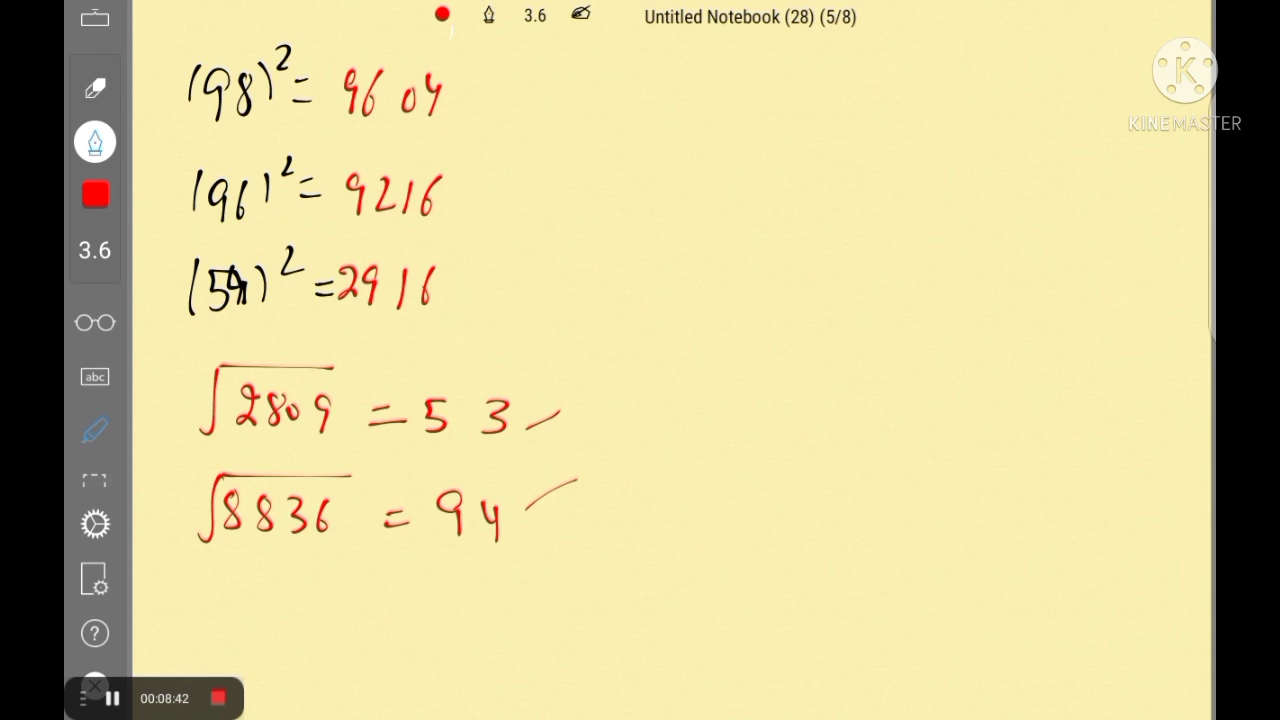 3.6 Untitled Notebook (28) (5/8)
K
KINEMASTER
(98)² = 9604
(96)² = 9216
3.6
(54)² = 2916
abc
√2809 = 53
√8836 = 94
?
00:08:42